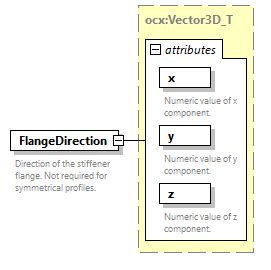 ocx:Vector3D_T
attributes
x
Numeric value of x
component.
y
Numeric value of y
component.
FlangeDirection
Direction of the stiffener
flange. Not required for
symmetrical profiles.
z
Numeric value of z
component.